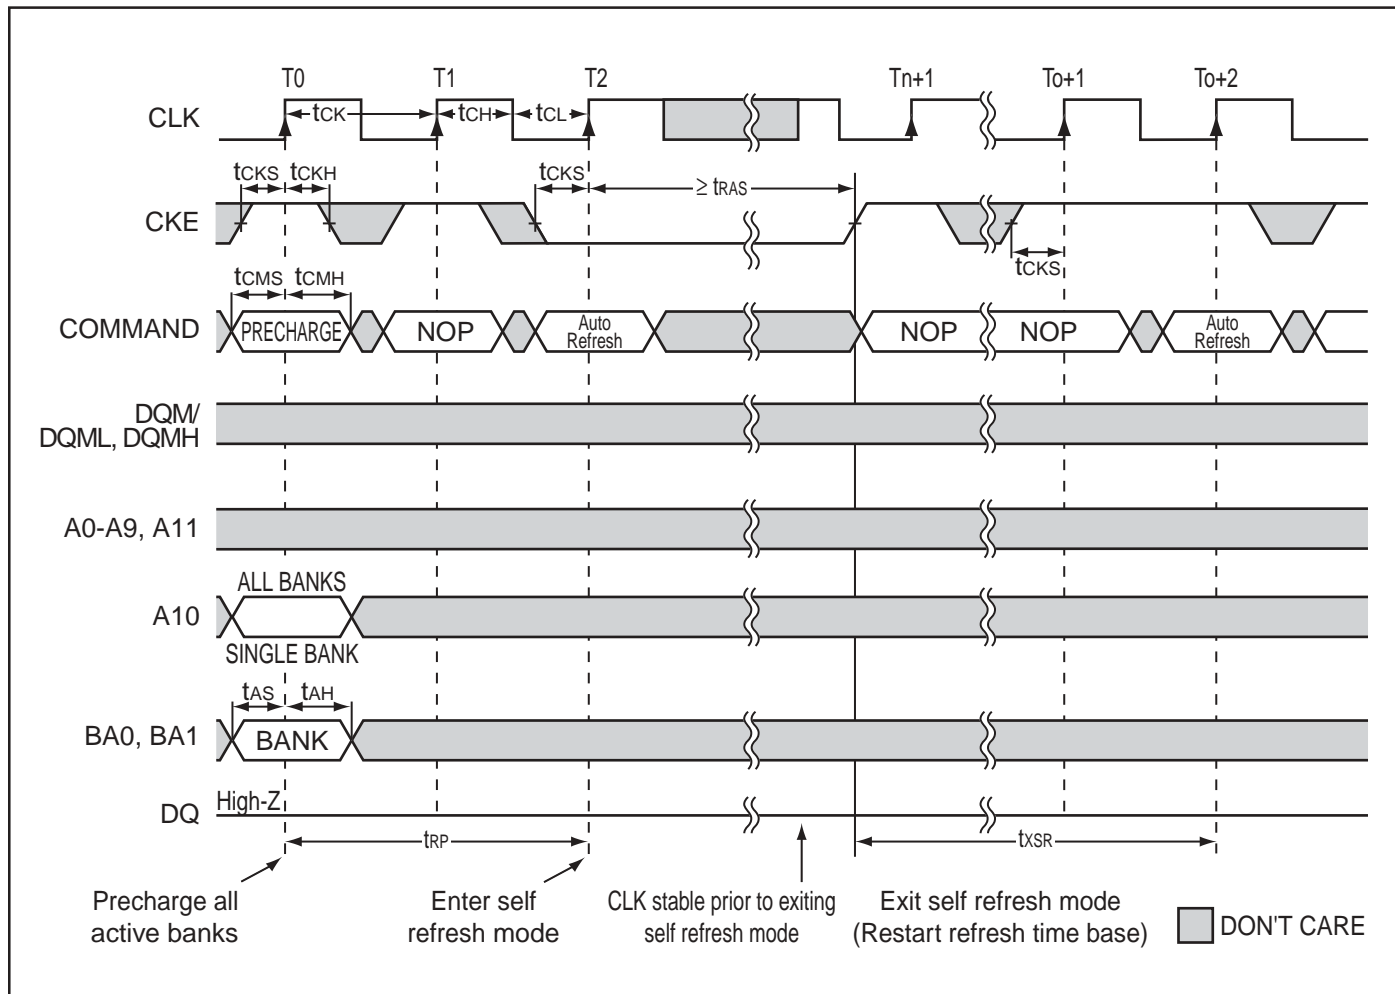 T0 T1 T2 Tn+1 To+1 To+2
CLK tCK tCH tCL
tCKS tCKH tCKS ≥ tRAS
CKE
tCKS
tCMS tCMH
COMMAND PRECHARGE NOP Auto Refresh NOP NOP Auto Refresh
DQM/
DQML, DQMH
A0-A9, A11
ALL BANKS
A10
SINGLE BANK
tAS tAH
BA0, BA1 BANK
High-Z
DQ
tRP tXSR
Precharge all
active banks
Enter self
refresh mode
CLK stable prior to exiting
self refresh mode
Exit self refresh mode
(Restart refresh time base)
DON'T CARE